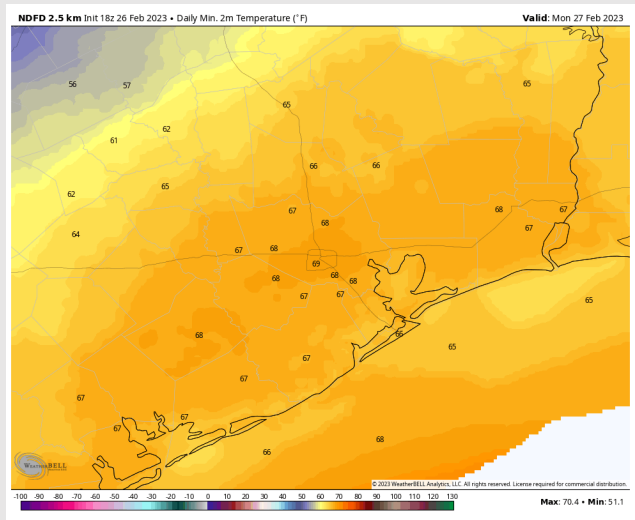 NDFD 2.5 km Init 18z 26 Feb 2023 • Daily Min. 2m Temperature (°F) Valid: Mon 27 Feb 2023
56 57 65
65
62
61
66 66
65
62
67 68 67
68
67
64
67 68
69
68 68 68
67 67
65
66
68
65
67
67
67
67
67
68
66
WeatherBELL
© 2023 WeatherBELL Analytics, LLC. All rights reserved. License required for commercial distribution.
-100 -90 -80 -70 -60 -50 -40 -30 -20 -10 0 10 20 30 40 50 60 70 80 90 100 110 120 130
Max: 70.4 • Min: 51.1